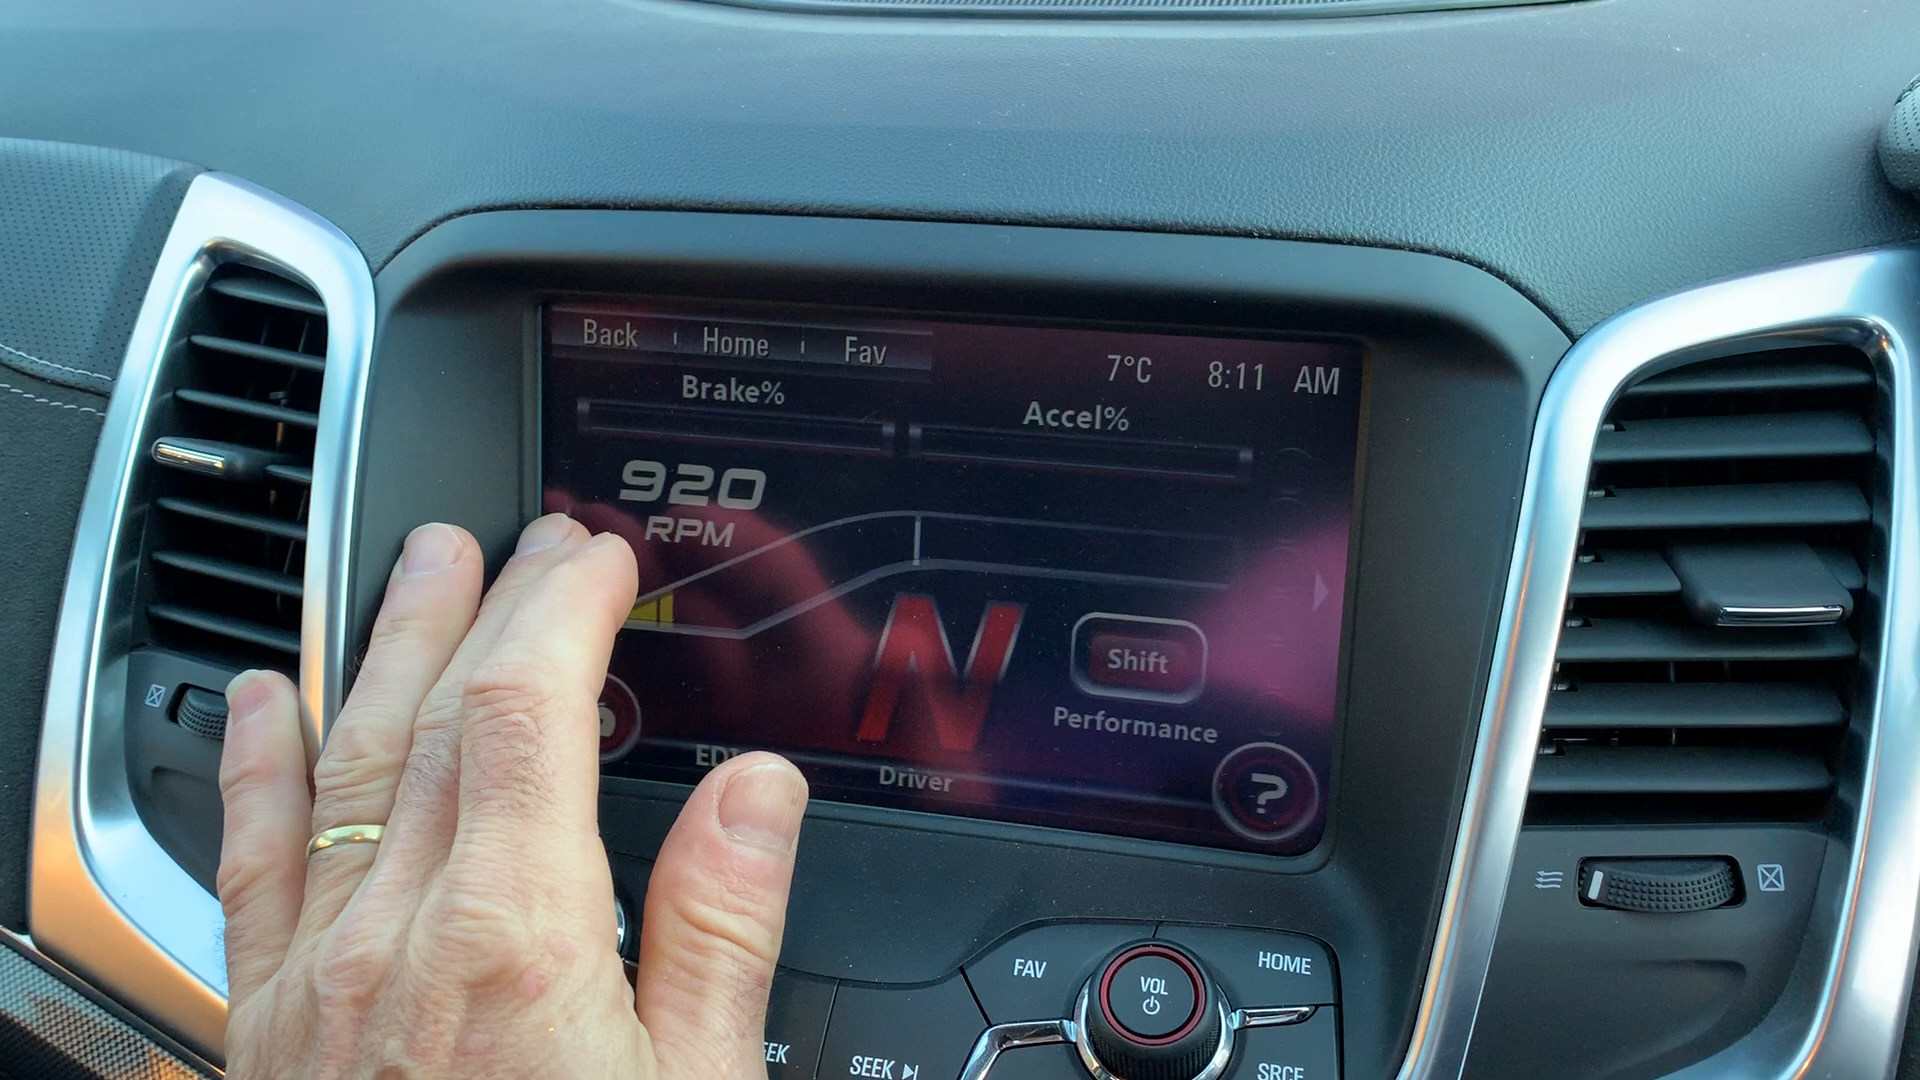 Back Home Fav 7°C 8:11 AM
Brake% Accel%
920
RPM
N
Shift
Performance
Driver
?
FAV
VOL
HOME
SEEK
SRCE